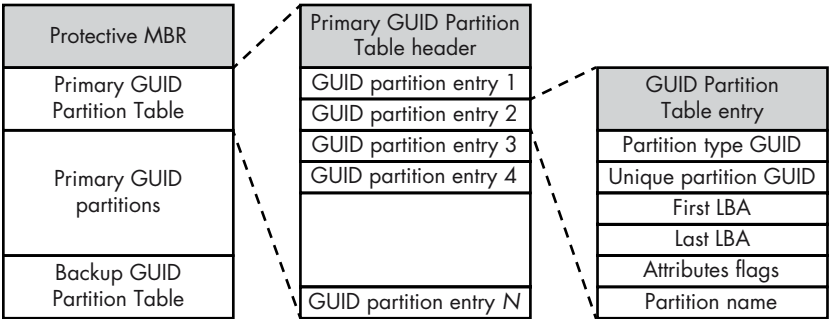 Protective MBR
Primary GUID
Partition Table
Primary GUID
partitions
Backup GUID
Partition Table
Primary GUID Partition
Table header
GUID partition entry 1
GUID partition entry 2
GUID partition entry 3
GUID partition entry 4
GUID partition entry N
GUID Partition
Table entry
Partition type GUID
Unique partition GUID
First LBA
Last LBA
Attributes flags
Partition name